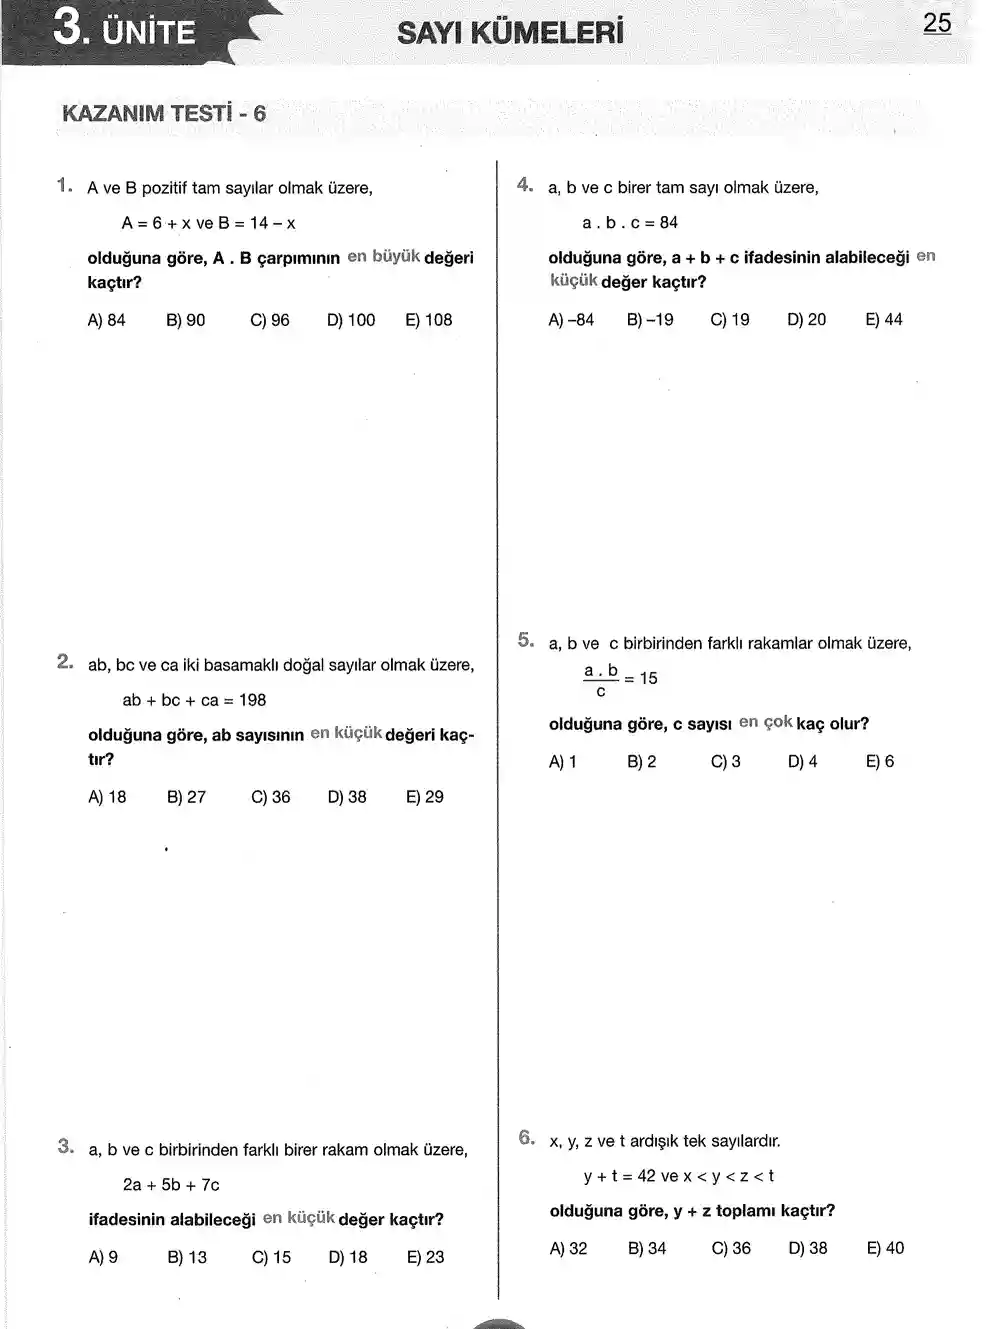 3. ÜNİTE
SAYI KÜMELERİ
25
KAZANIM TESTİ - 6
1. A ve B pozitif tam sayılar olmak üzere,
A = 6 + x ve B = 14 – x
olduğuna göre, A . B çarpımının en büyük değeri
kaçtır?
A) 84 B) 90 C) 96 D) 100 E) 108
2. ab, bc ve ca iki basamaklı doğal sayılar olmak üzere,
ab + bc + ca = 198
olduğuna göre, ab sayısının en küçük değeri kaç-
tır?
A) 18 B) 27 C) 36 D) 38 E) 29
3. a, b ve c birbirinden farklı birer rakam olmak üzere,
2a + 5b + 7c
ifadesinin alabileceği en küçük değer kaçtır?
A) 9 B) 13 C) 15 D) 18 E) 23
4. a, b ve c birer tam sayı olmak üzere,
a . b . c = 84
olduğuna göre, a + b + c ifadesinin alabileceği en
küçük değer kaçtır?
A) –84 B) –19 C) 19 D) 20 E) 44
5. a, b ve c birbirinden farklı rakamlar olmak üzere,
a . b
= 15
c
olduğuna göre, c sayısı en çok kaç olur?
A) 1 B) 2 C) 3 D) 4 E) 6
6. x, y, z ve t ardışık tek sayılardır.
y + t = 42 ve x < y < z < t
olduğuna göre, y + z toplamı kaçtır?
A) 32 B) 34 C) 36 D) 38 E) 40